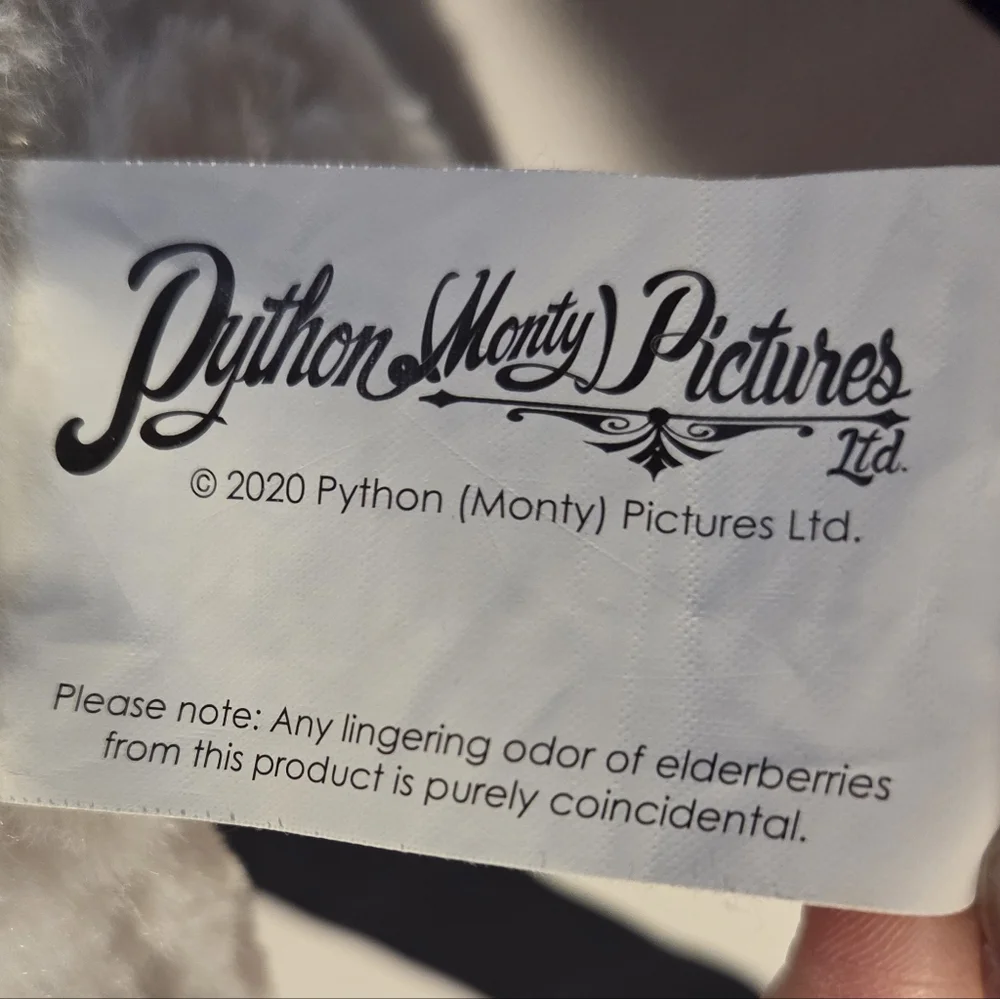 Python (Monty) Pictures
Ltd.
© 2020 Python (Monty) Pictures Ltd.
Please note: Any lingering odor of elderberries
from this product is purely coincidental.